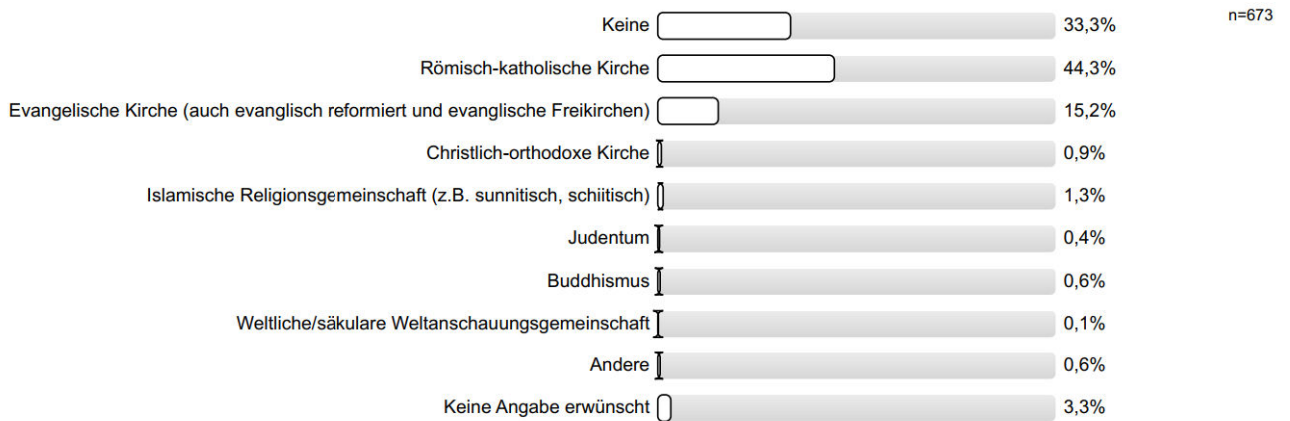 Keine 33,3% n=673
Römisch-katholische Kirche 44,3%
Evangelische Kirche (auch evanglisch reformiert und evanglische Freikirchen) 15,2%
Christlich-orthodoxe Kirche 0,9%
Islamische Religionsgemeinschaft (z.B. sunnitisch, schiitisch) 1,3%
Judentum 0,4%
Buddhismus 0,6%
Weltliche/säkulare Weltanschauungsgemeinschaft 0,1%
Andere 0,6%
Keine Angabe erwünscht 3,3%